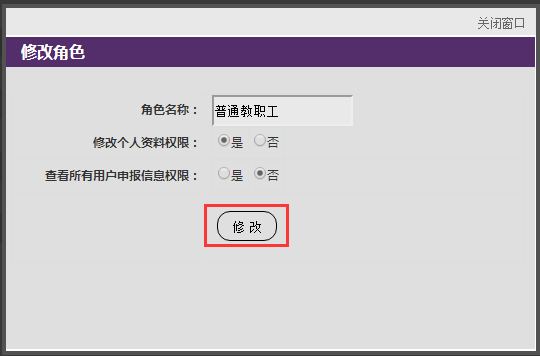 关闭窗口
修改角色
角色名称： 普通教职工
修改个人资料权限： 是 否
查看所有用户申报信息权限： 是 否
修 改